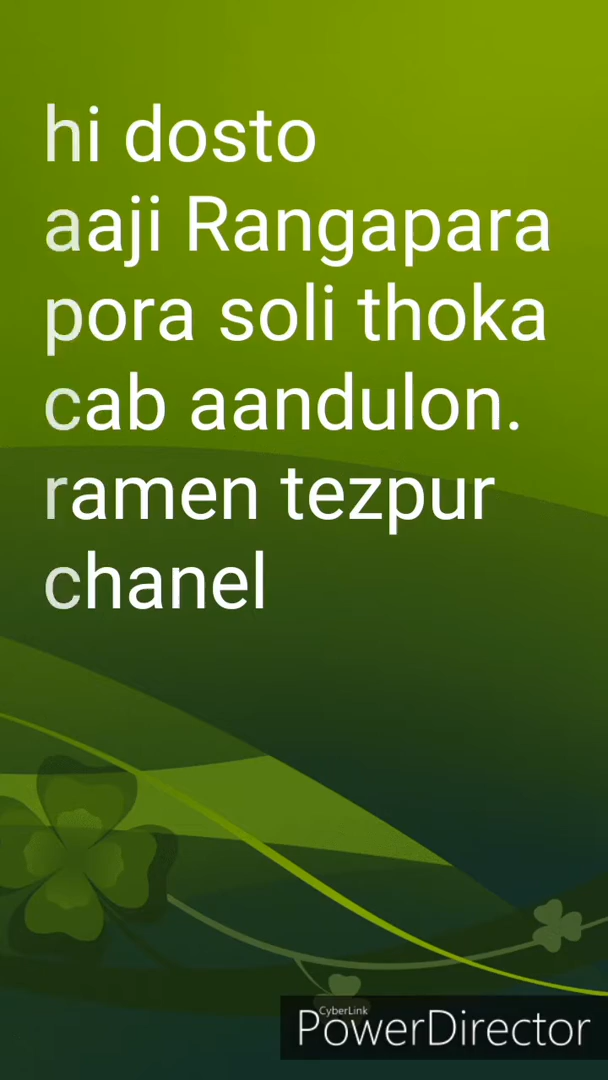 hi dosto
aaji Rangapara
pora soli thoka
cab aandulon.
ramen tezpur
chanel
CyberLink
PowerDirector